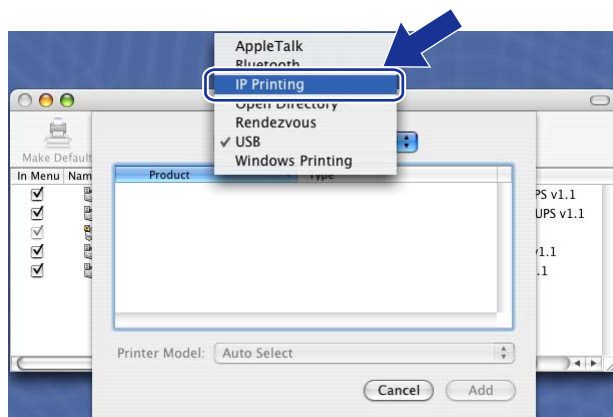 AppleTalk
Bluetooth
IP Printing
Open Directory
Rendezvous
✓ USB
Windows Printing
Make Default
In Menu Nam
Product Type
PS v1.1
UPS v1.1
v1.1
.1
Printer Model: Auto Select
Cancel Add